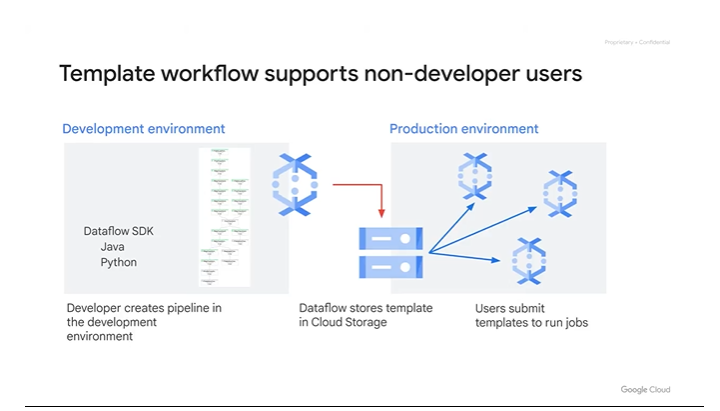 Proprietary + Confidential
Template workflow supports non-developer users
Development environment
Production environment
Dataflow SDK
Java
Python
Developer creates pipeline in
the development
environment
Dataflow stores template
in Cloud Storage
Users submit
templates to run jobs
Google Cloud